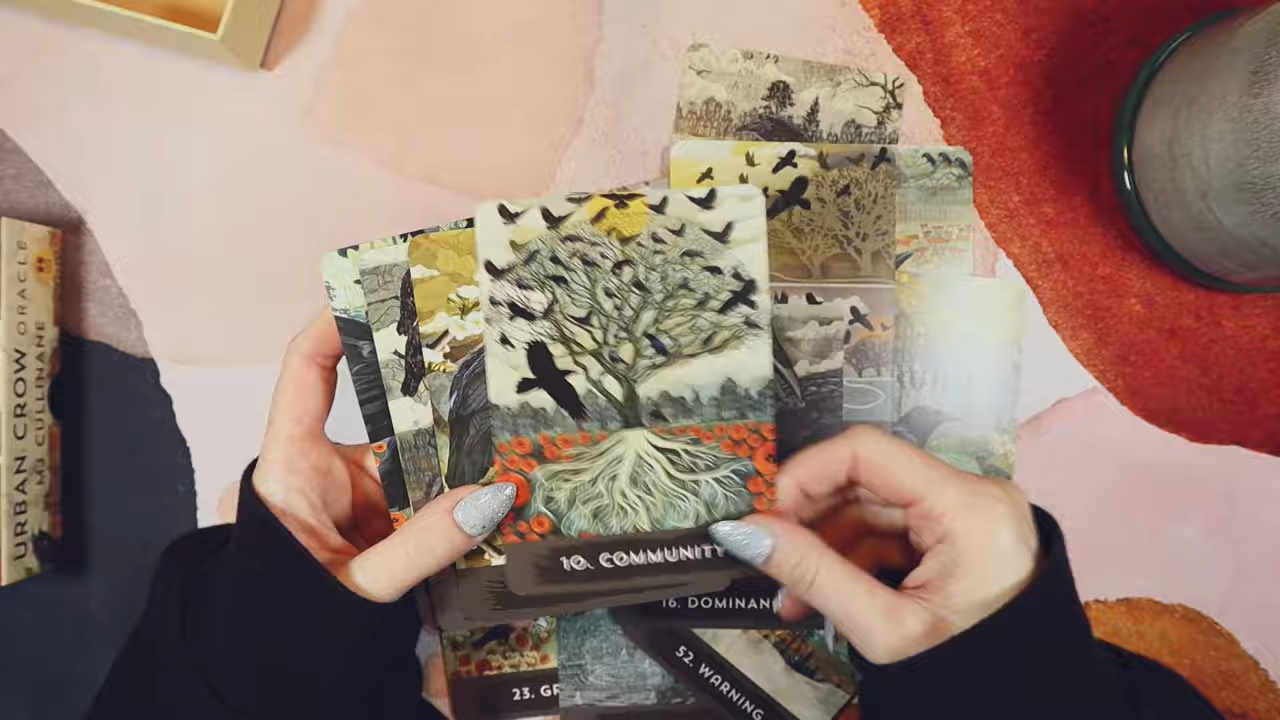 URBAN CROW ORACLE
MJ CULLINANE
10. COMMUNITY
16. DOMINAN
23. GR
52. WARNING